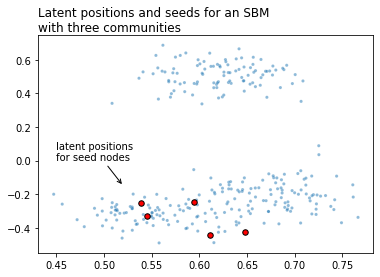 Latent positions and seeds for an SBM
with three communities
0.6
0.4
0.2
0.0
−0.2
−0.4
latent positions
for seed nodes
0.45 0.50 0.55 0.60 0.65 0.70 0.75